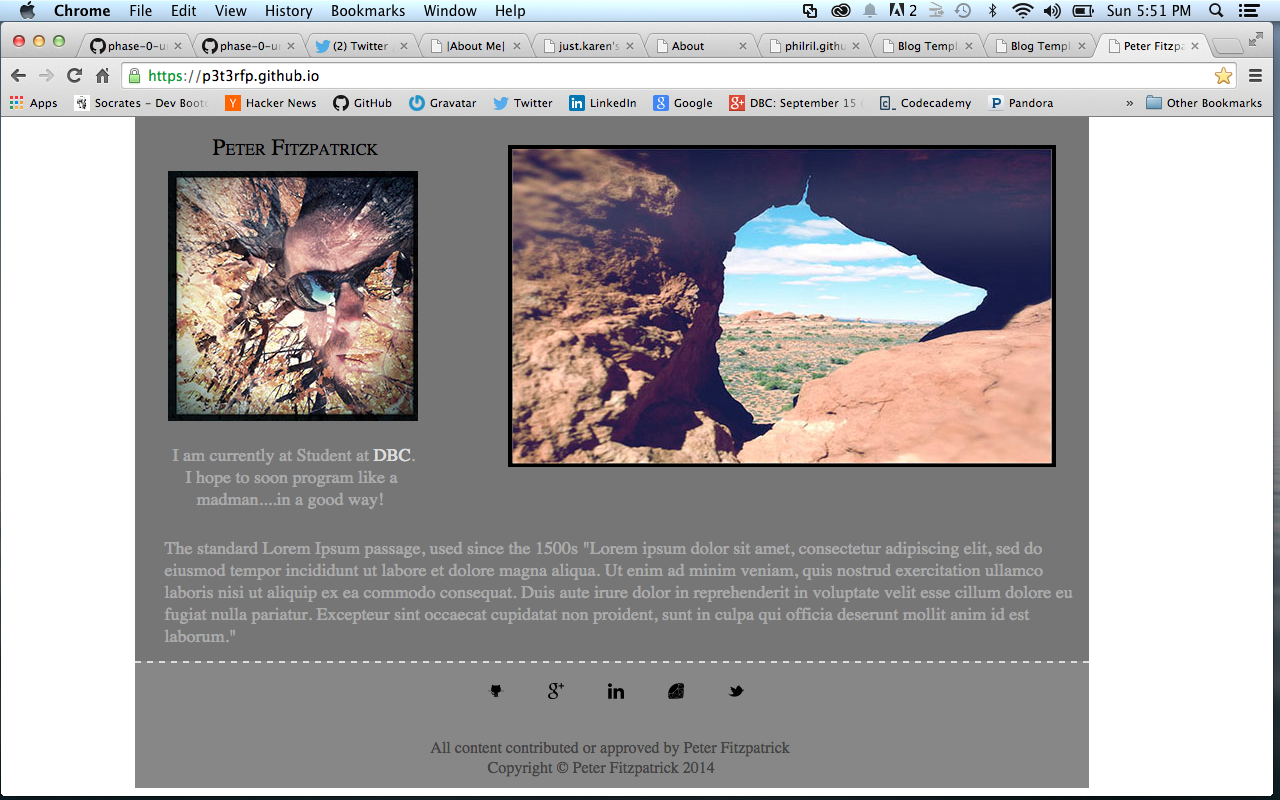 Chrome File Edit View History Bookmarks Window Help 2 Sun 5:51 PM
phase-0-u phase-0-u (2) Twitter |About Me| just.karen's About philril.githu Blog Templ Blog Templ Peter Fitzpa
https://p3t3rfp.github.io
Apps Socrates – Dev Boot Hacker News GitHub Gravatar Twitter LinkedIn Google DBC: September 15 Codecademy Pandora » Other Bookmarks
Peter Fitzpatrick
I am currently at Student at DBC.
I hope to soon program like a
madman....in a good way!
The standard Lorem Ipsum passage, used since the 1500s "Lorem ipsum dolor sit amet, consectetur adipiscing elit, sed do
eiusmod tempor incididunt ut labore et dolore magna aliqua. Ut enim ad minim veniam, quis nostrud exercitation ullamco
laboris nisi ut aliquip ex ea commodo consequat. Duis aute irure dolor in reprehenderit in voluptate velit esse cillum dolore eu
fugiat nulla pariatur. Excepteur sint occaecat cupidatat non proident, sunt in culpa qui officia deserunt mollit anim id est
laborum."
All content contributed or approved by Peter Fitzpatrick
Copyright © Peter Fitzpatrick 2014